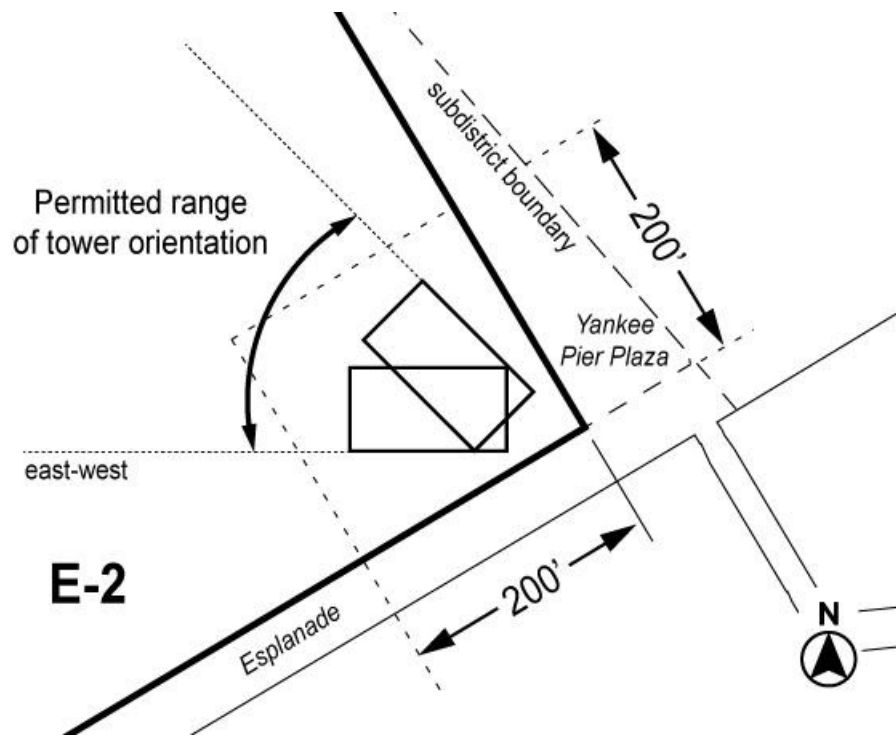 subdistrict boundary
200'
Permitted range
of tower orientation
Yankee
Pier Plaza
east-west
E-2
200'
Esplanade
N